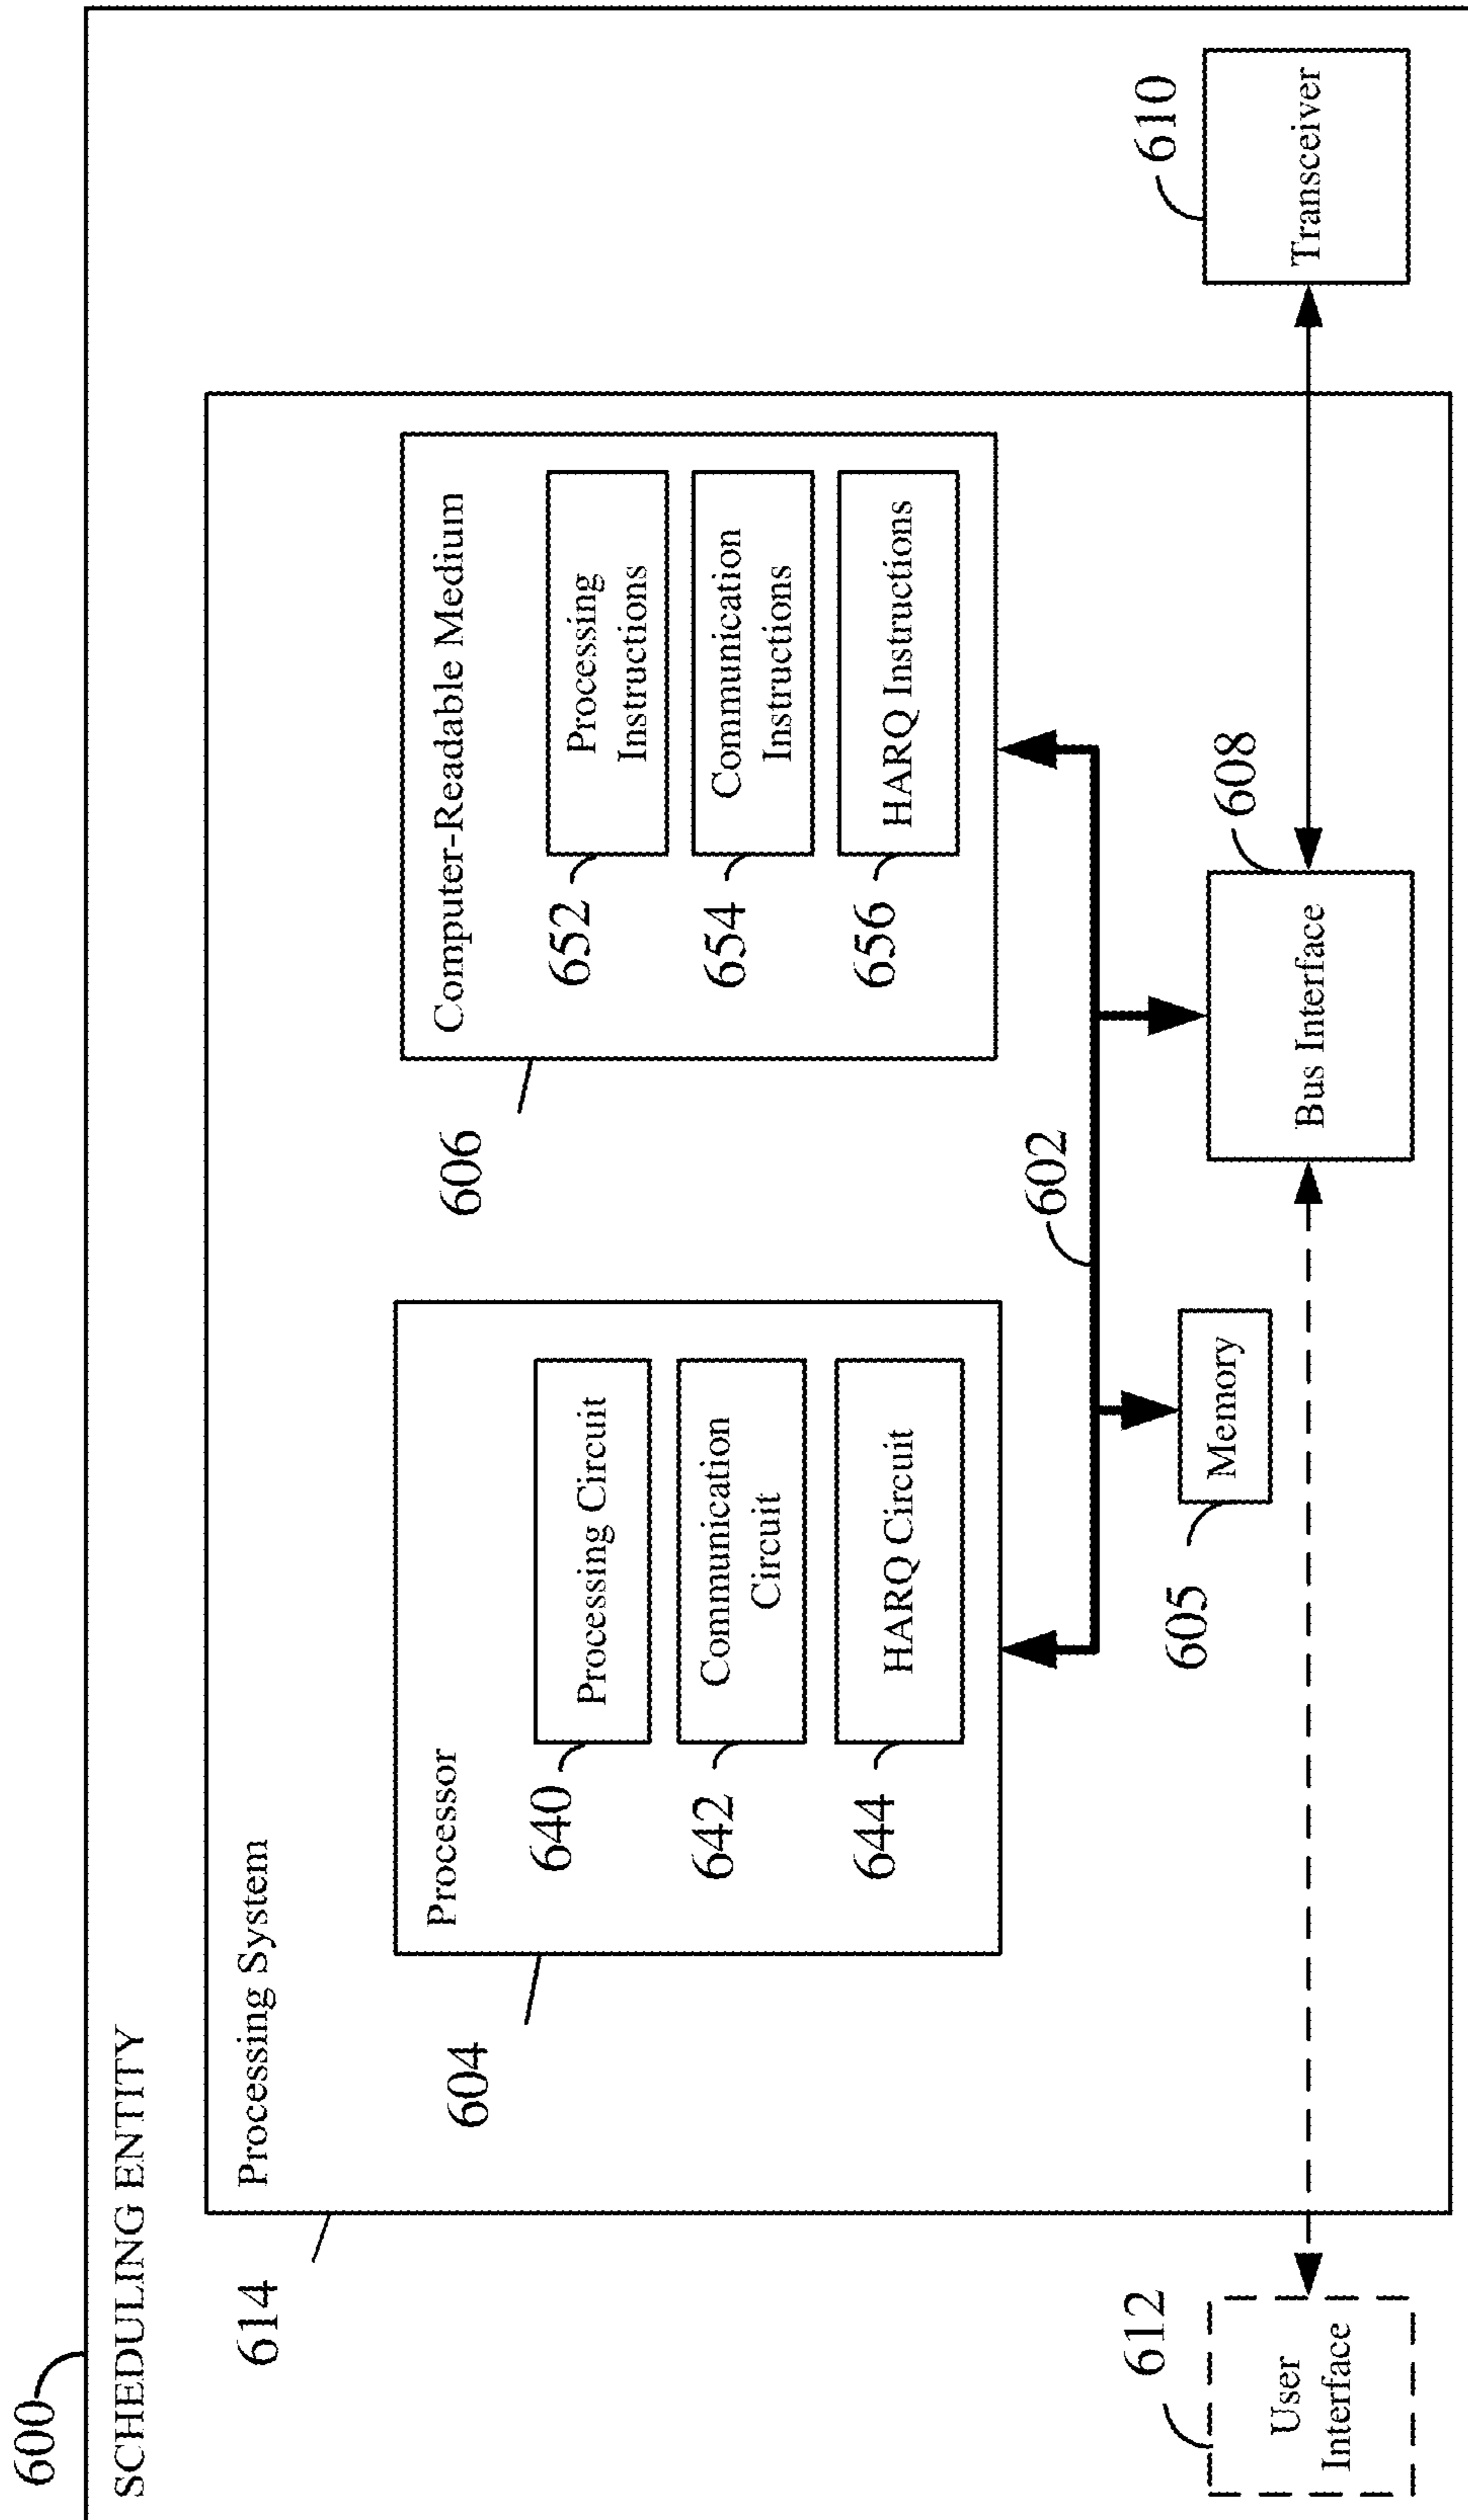 600
SCHEDULING ENTITY
614
Processing System
604
Processor
640
Processing Circuit
642
Communication
Circuit
644
HARQ Circuit
606
Computer-Readable Medium
652
Processing
Instructions
654
Communication
Instructions
656
HARQ Instructions
602
605
Memory
608
Bus Interface
612
User
Interface
610
Transceiver